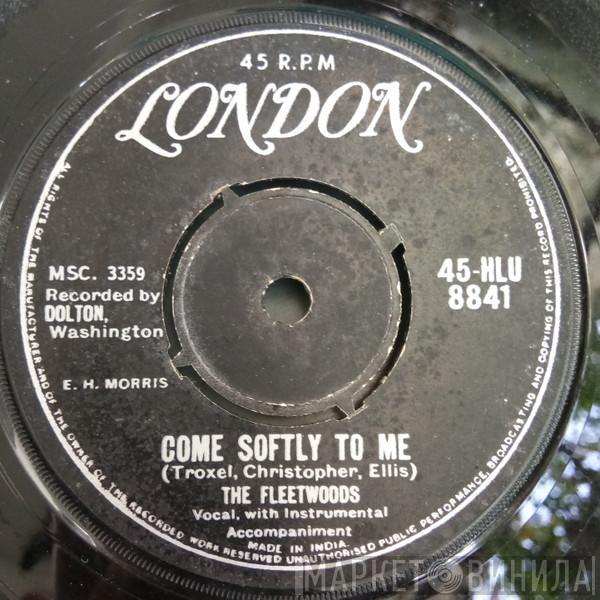 45 R.P.M
LONDON
ALL RIGHTS OF THE MANUFACTURER AND OF THE OWNER OF THE RECORDED WORK RESERVED UNAUTHORISED PUBLIC PERFORMANCE, BROADCASTING AND COPYING OF THIS RECORD PROHIBITED.
MSC. 3359
Recorded by
DOLTON,
Washington
45-HLU
8841
E. H. MORRIS
COME SOFTLY TO ME
(Troxel, Christopher, Ellis)
THE FLEETWOODS
Vocal, with Instrumental
Accompaniment
MADE IN INDIA.
МАРКЕТ ВИНИЛА